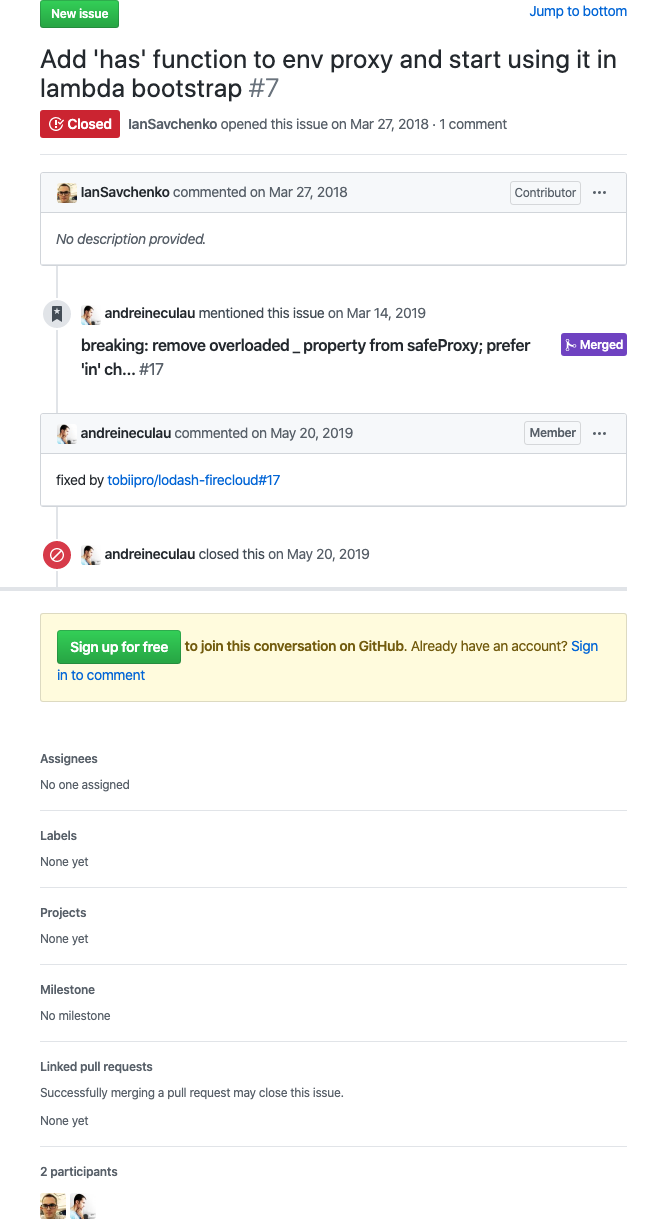 New issue
Jump to bottom
Add 'has' function to env proxy and start using it in
lambda bootstrap #7
Closed
IanSavchenko opened this issue on Mar 27, 2018 · 1 comment
IanSavchenko commented on Mar 27, 2018
Contributor
No description provided.
andreineculau mentioned this issue on Mar 14, 2019
breaking: remove overloaded _ property from safeProxy; prefer
'in' ch... #17
Merged
andreineculau commented on May 20, 2019
Member
fixed by tobiipro/lodash-firecloud#17
andreineculau closed this on May 20, 2019
Sign up for free to join this conversation on GitHub. Already have an account? Sign
in to comment
Assignees
No one assigned
Labels
None yet
Projects
None yet
Milestone
No milestone
Linked pull requests
Successfully merging a pull request may close this issue.
None yet
2 participants